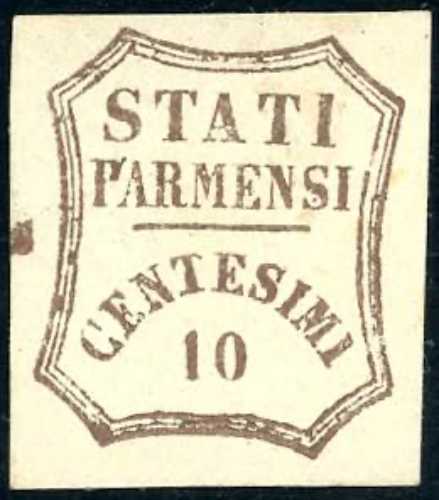 STATI
PARMENSI
CENTESIMI
10